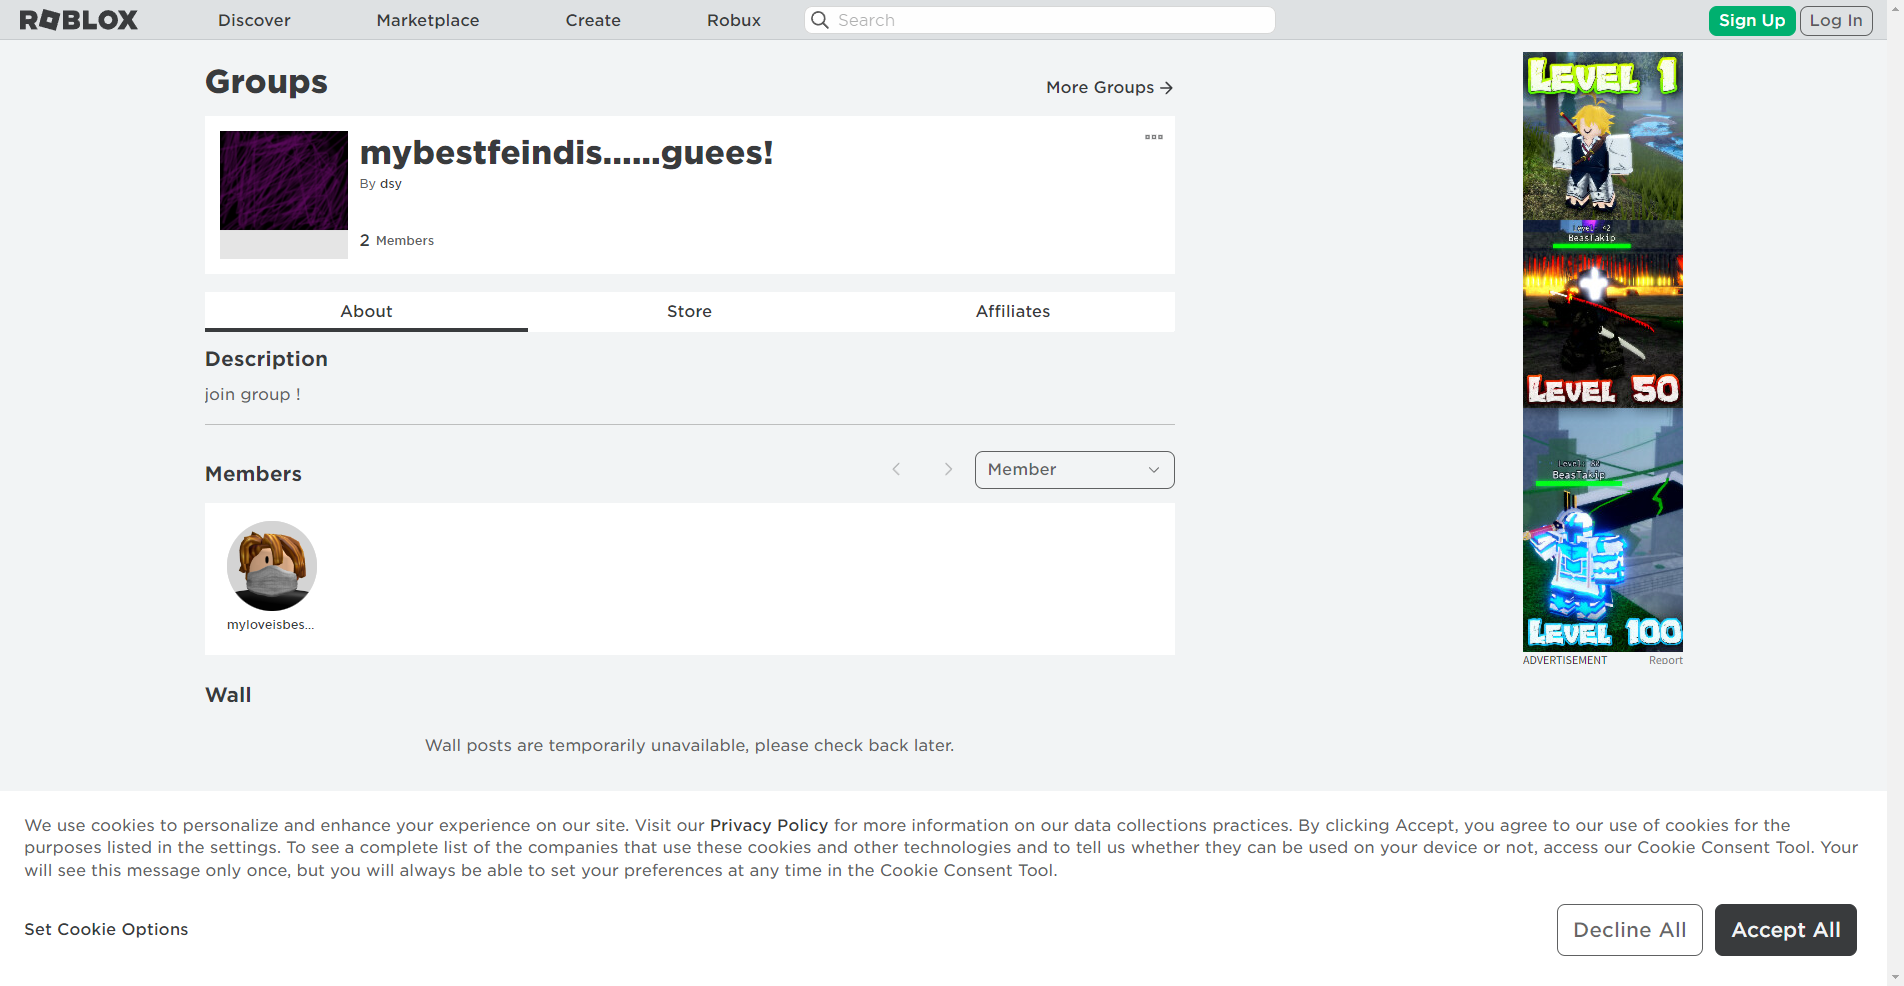 ROBLOX Discover Marketplace Create Robux Search Sign Up Log In
Groups
More Groups
mybestfeindis......guees!
By dsy
2 Members
About Store Affiliates
Description
join group !
Members
Member
myloveisbes...
Wall
Wall posts are temporarily unavailable, please check back later.
LEVEL 1
Level: 42
BeasTakip
LEVEL 50
BeasTakip
LEVEL 100
ADVERTISEMENT Report
We use cookies to personalize and enhance your experience on our site. Visit our Privacy Policy for more information on our data collections practices. By clicking Accept, you agree to our use of cookies for the
purposes listed in the settings. To see a complete list of the companies that use these cookies and other technologies and to tell us whether they can be used on your device or not, access our Cookie Consent Tool. Your
will see this message only once, but you will always be able to set your preferences at any time in the Cookie Consent Tool.
Set Cookie Options
Decline All Accept All